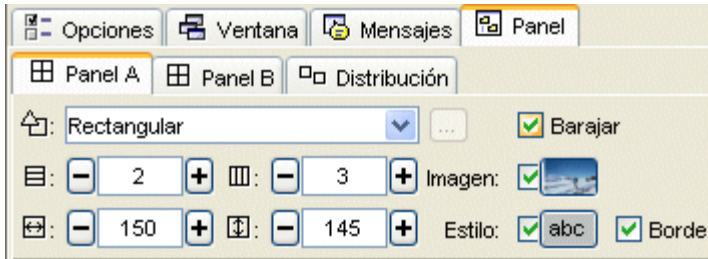 Opciones Ventana Mensajes Panel
Panel A Panel B Distribución
: Rectangular ... Barajar
: 2 : 3 Imagen:
: 150 : 145 Estilo: abc Borde